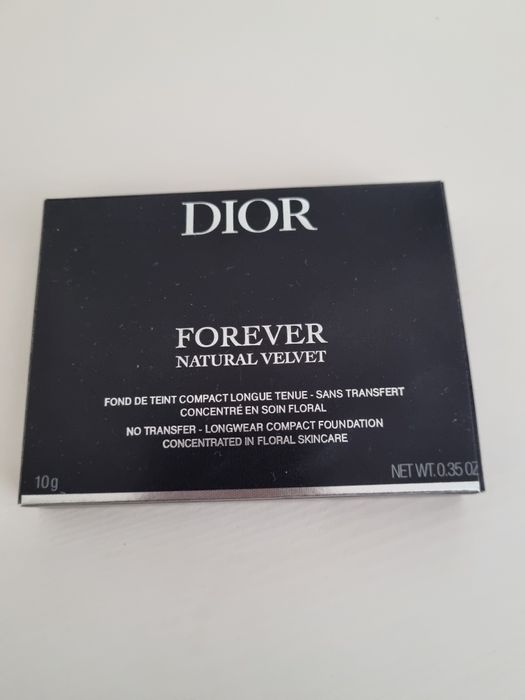 DIOR
FOREVER
NATURAL VELVET
FOND DE TEINT COMPACT LONGUE TENUE - SANS TRANSFERT
CONCENTRÉ EN SOIN FLORAL
NO TRANSFER - LONGWEAR COMPACT FOUNDATION
CONCENTRATED IN FLORAL SKINCARE
10 g
NET WT. 0.35 OZ